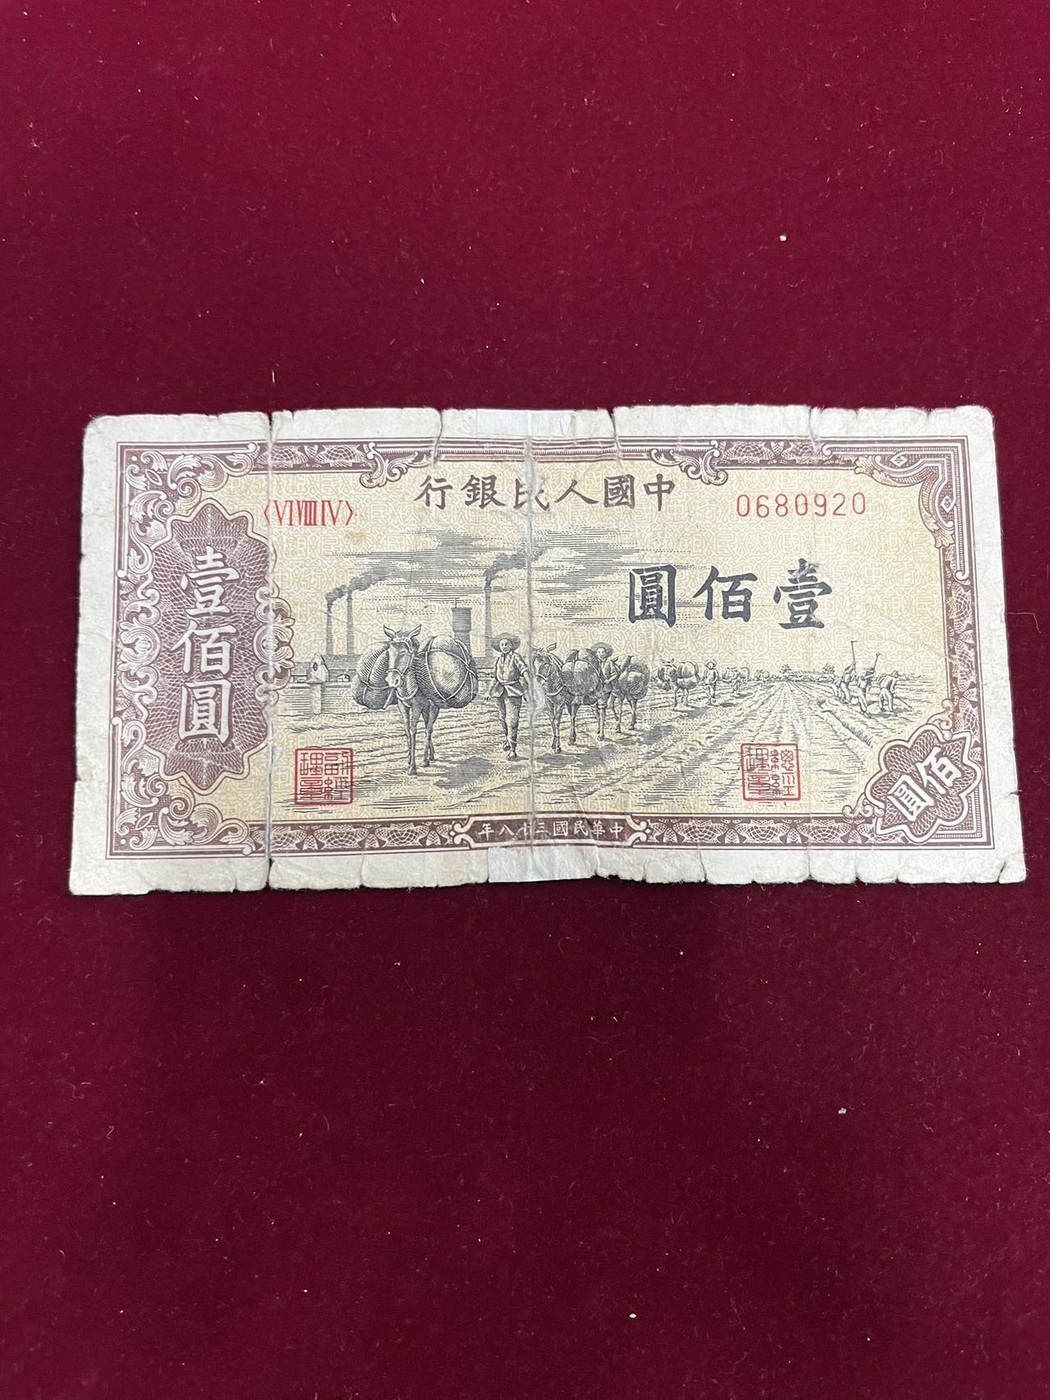 中國人民銀行
〈VI VIII IV〉
0680920
壹佰圓
壹佰圓
佰圓
中華民國三十八年